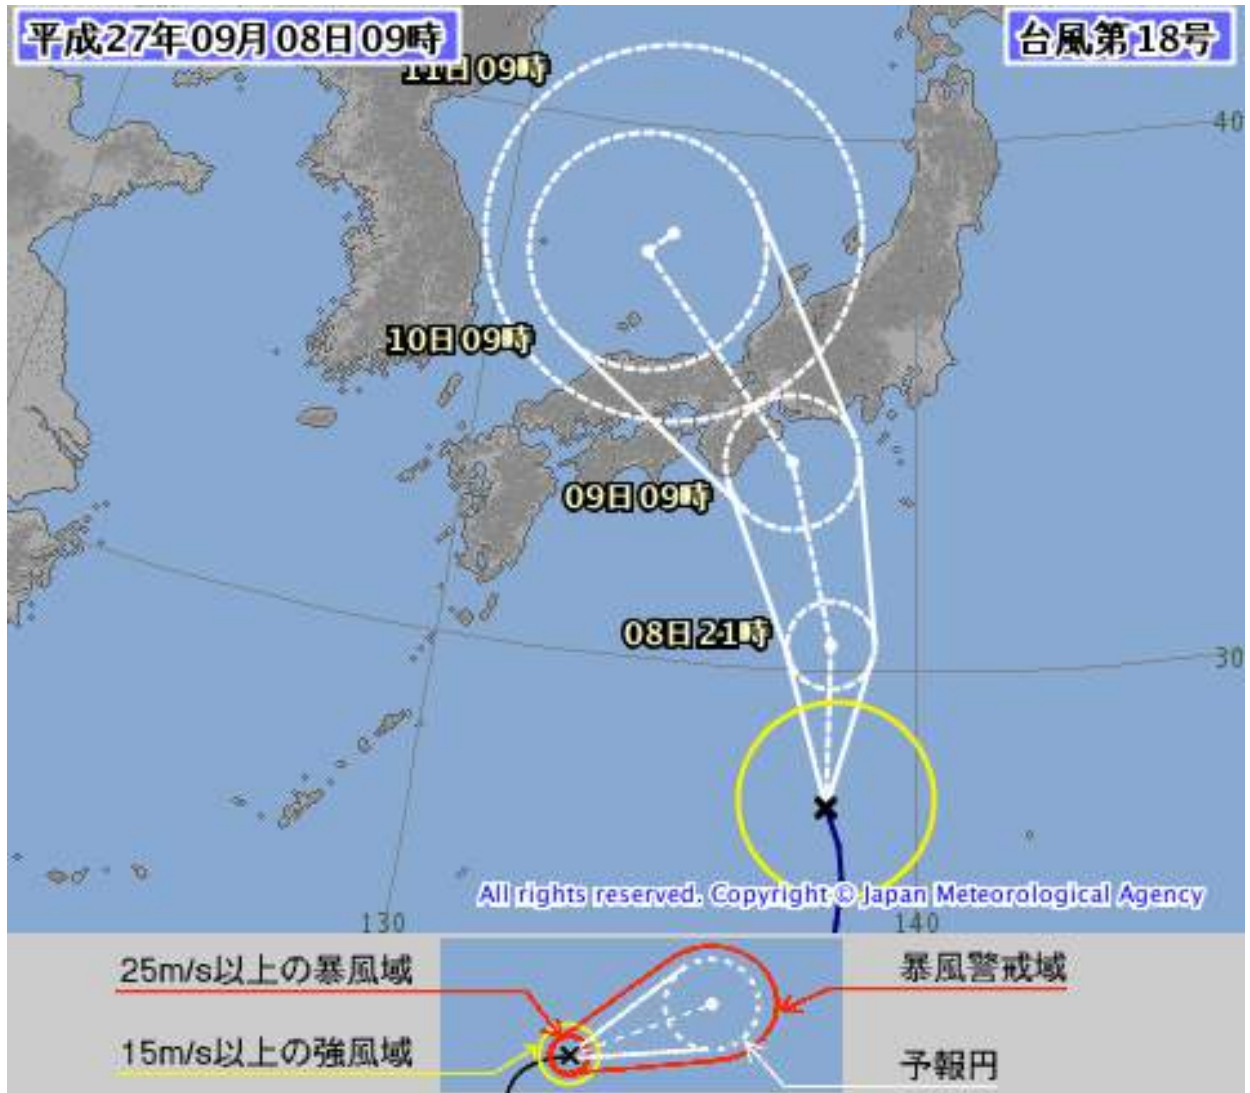 平成27年09月08日09時
台風第18号
11日09時
40
10日09時
09日09時
08日21時
30
All rights reserved. Copyright © Japan Meteorological Agency
130
140
25m/s以上の暴風域
暴風警戒域
15m/s以上の強風域
予報円